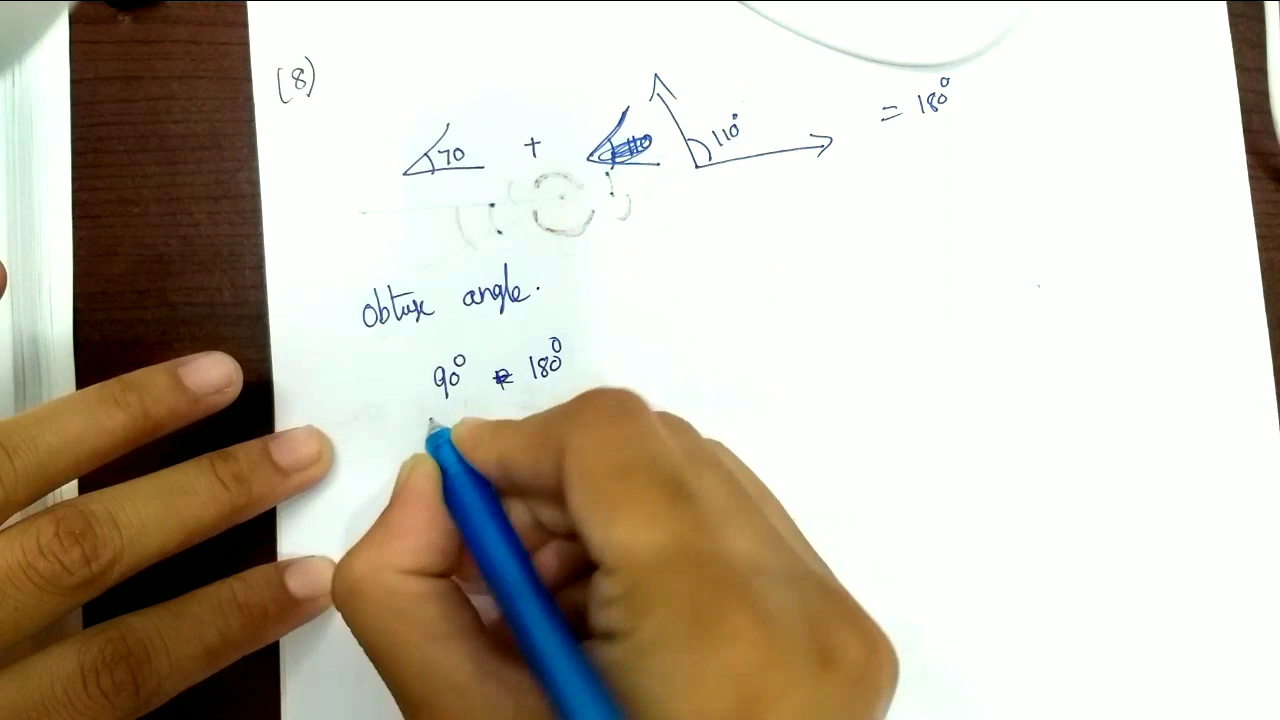 (8)
70 + 110° = 180°
obtuse angle.
90° 180°